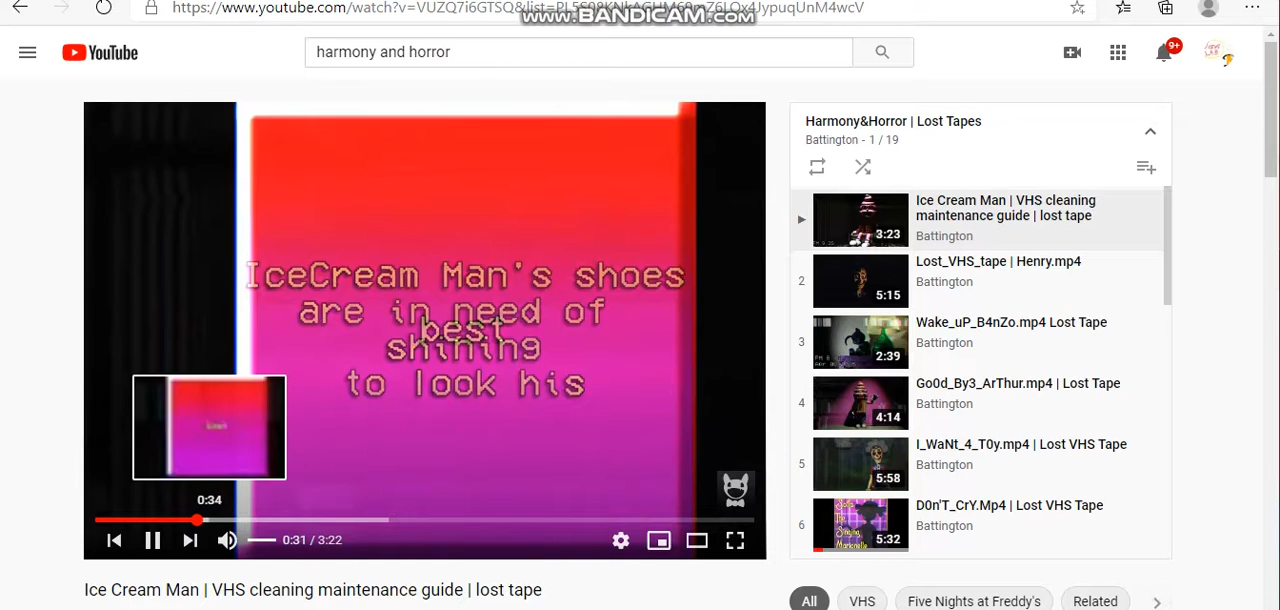 https://www.youtube.com/watch?v=VUZQ7i6GTSQ&list=
www.BANDICAM.com
YouTube
harmony and horror
9+
IceCream Man's shoes
are in need of
best
shining
to look his
0:34
0:31 / 3:22
Ice Cream Man | VHS cleaning maintenance guide | lost tape
Harmony&Horror | Lost Tapes
Battington - 1 / 19
3:23
Ice Cream Man | VHS cleaning
maintenance guide | lost tape
Battington
2
5:15
Lost_VHS_tape | Henry.mp4
Battington
3
2:39
Wake_uP_B4nZo.mp4 Lost Tape
Battington
4
4:14
Go0d_By3_ArThur.mp4 | Lost Tape
Battington
5
5:58
I_WaNt_4_T0y.mp4 | Lost VHS Tape
Battington
6
5:32
D0n'T_CrY.Mp4 | Lost VHS Tape
Battington
All
VHS
Five Nights at Freddy's
Related